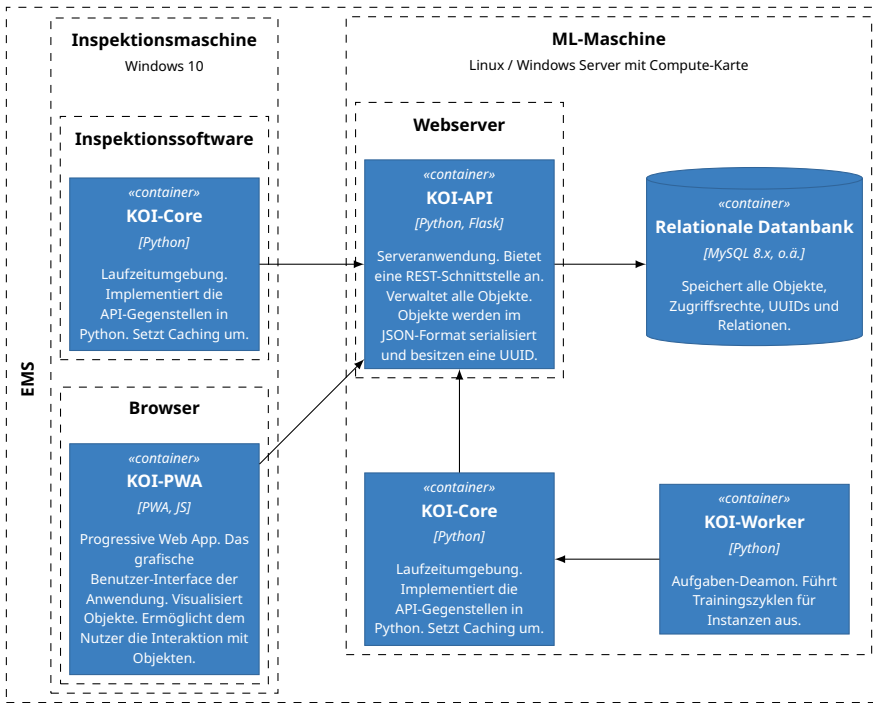 EMS
Inspektionsmaschine
Windows 10
Inspektionssoftware
«container»
KOI-Core
[Python]
Laufzeitumgebung.
Implementiert die
API-Gegenstellen in
Python. Setzt Caching um.
Browser
«container»
KOI-PWA
[PWA, JS]
Progressive Web App. Das
grafische
Benutzer-Interface der
Anwendung. Visualisiert
Objekte. Ermöglicht dem
Nutzer die Interaktion mit
Objekten.
ML-Maschine
Linux / Windows Server mit Compute-Karte
Webserver
«container»
KOI-API
[Python, Flask]
Serveranwendung. Bietet
eine REST-Schnittstelle an.
Verwaltet alle Objekte.
Objekte werden im
JSON-Format serialisiert
und besitzen eine UUID.
«container»
Relationale Datanbank
[MySQL 8.x, o.ä.]
Speichert alle Objekte,
Zugriffsrechte, UUIDs und
Relationen.
«container»
KOI-Core
[Python]
Laufzeitumgebung.
Implementiert die
API-Gegenstellen in
Python. Setzt Caching um.
«container»
KOI-Worker
[Python]
Aufgaben-Deamon. Führt
Trainingszyklen für
Instanzen aus.